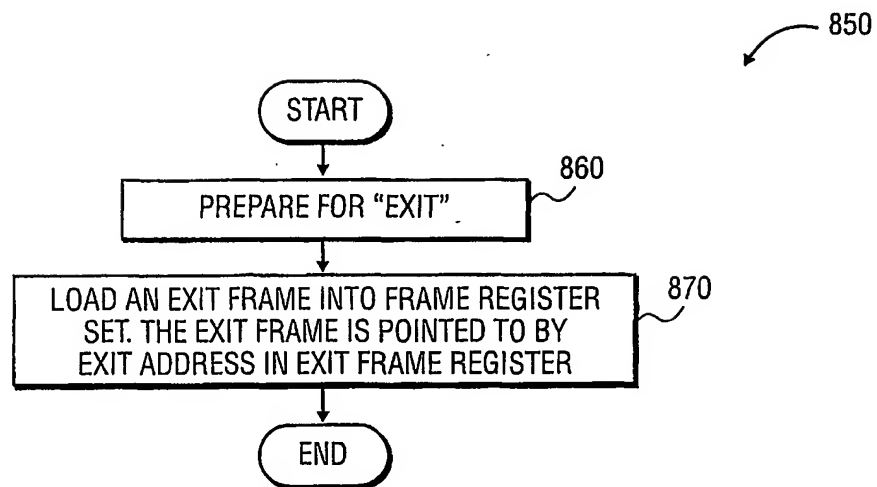 850
START
860
PREPARE FOR “EXIT”
870
LOAD AN EXIT FRAME INTO FRAME REGISTER
SET. THE EXIT FRAME IS POINTED TO BY
EXIT ADDRESS IN EXIT FRAME REGISTER
END